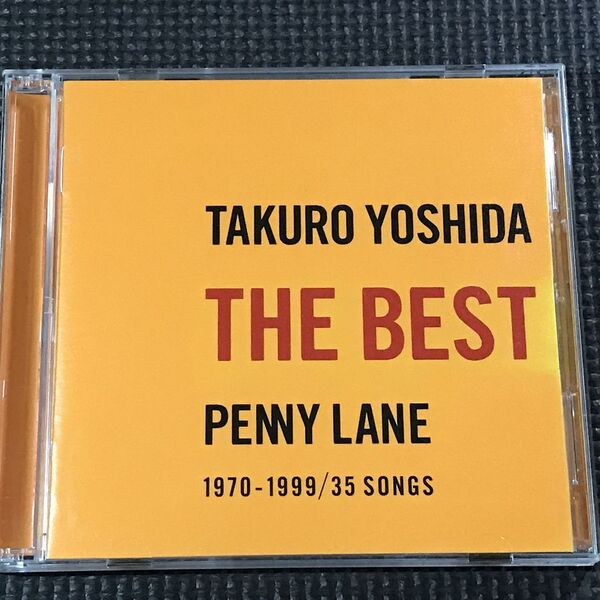 TAKURO YOSHIDA
THE BEST
PENNY LANE
1970-1999/35 SONGS